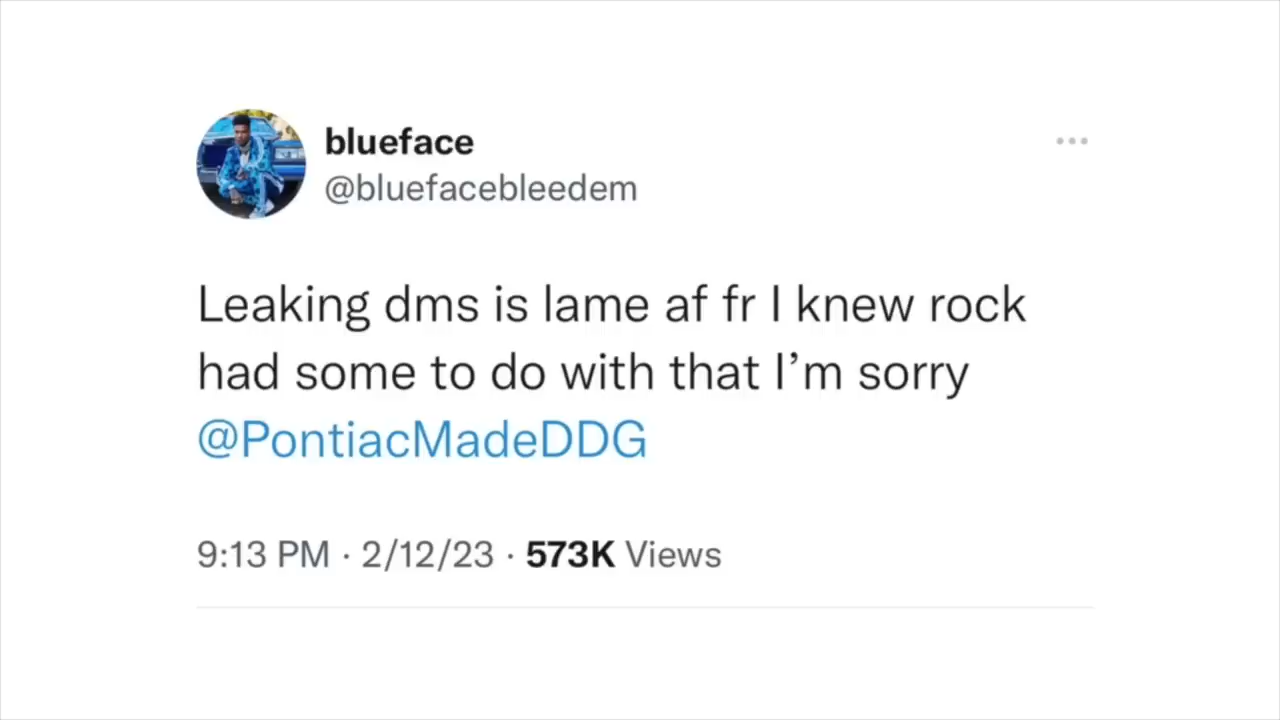 blueface
@bluefacebleedem
Leaking dms is lame af fr I knew rock
had some to do with that I’m sorry
@PontiacMadeDDG
9:13 PM · 2/12/23 · 573K Views